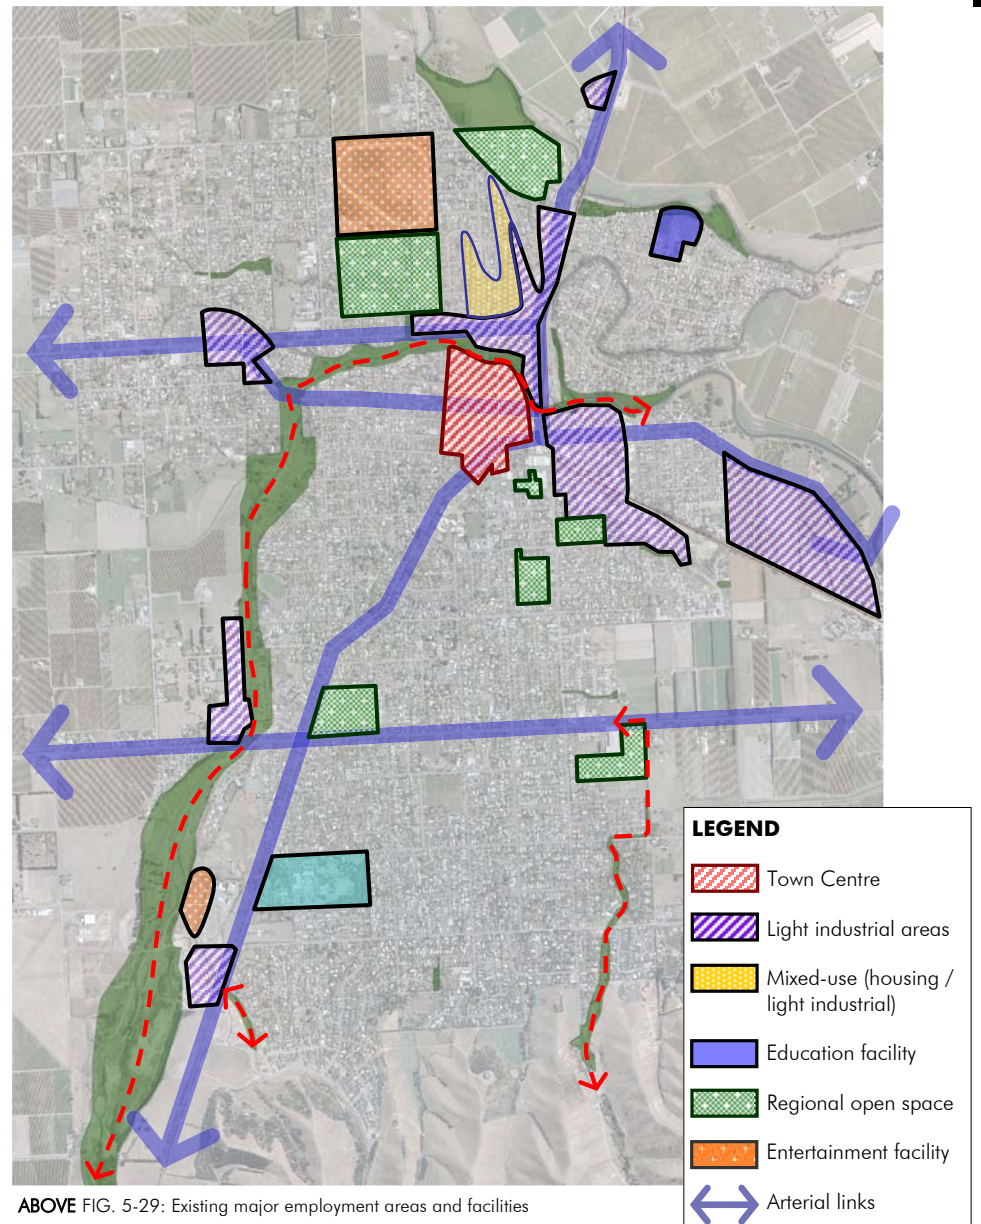 LEGEND
Town Centre
Light industrial areas
Mixed-use (housing /
light industrial)
Education facility
Regional open space
Entertainment facility
Arterial links
ABOVE FIG. 5-29: Existing major employment areas and facilities